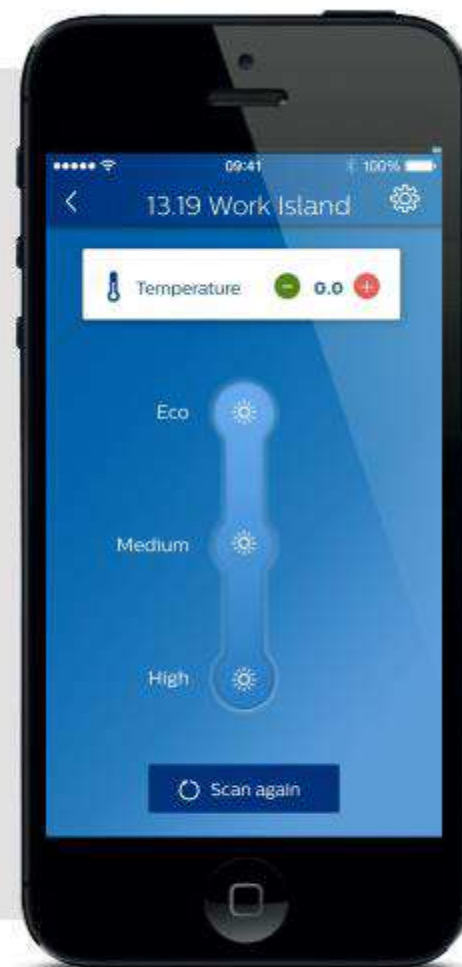 09:41 100%
13.19 Work Island
Temperature - 0.0 +
Eco
Medium
High
Scan again